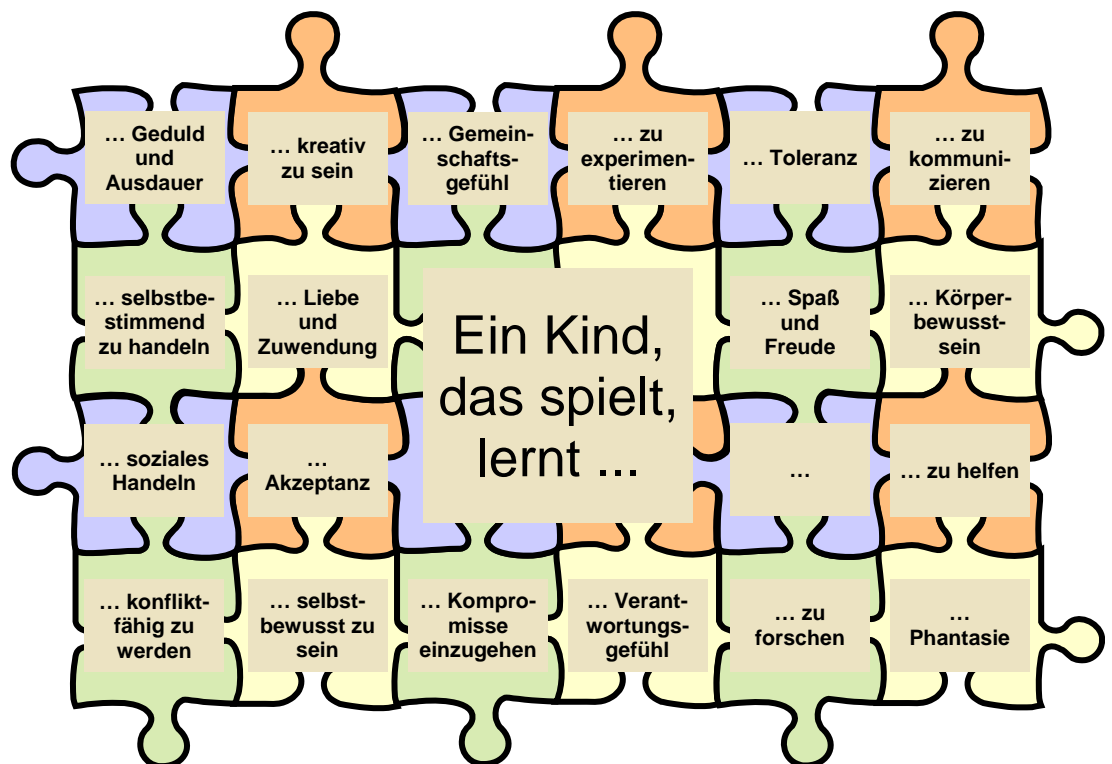 … Geduld
und
Ausdauer
… kreativ
zu sein
… Gemein-
schafts-
gefühl
… zu
experimen-
tieren
… Toleranz
… zu
kommuni-
zieren
… selbstbe-
stimmend
zu handeln
… Liebe
und
Zuwendung
Ein Kind,
das spielt,
lernt ...
… Spaß
und
Freude
… Körper-
bewusst-
sein
… soziales
Handeln
…
Akzeptanz
…
… zu helfen
… konflikt-
fähig zu
werden
… selbst-
bewusst zu
sein
… Kompro-
misse
einzugehen
… Verant-
wortungs-
gefühl
… zu
forschen
…
Phantasie